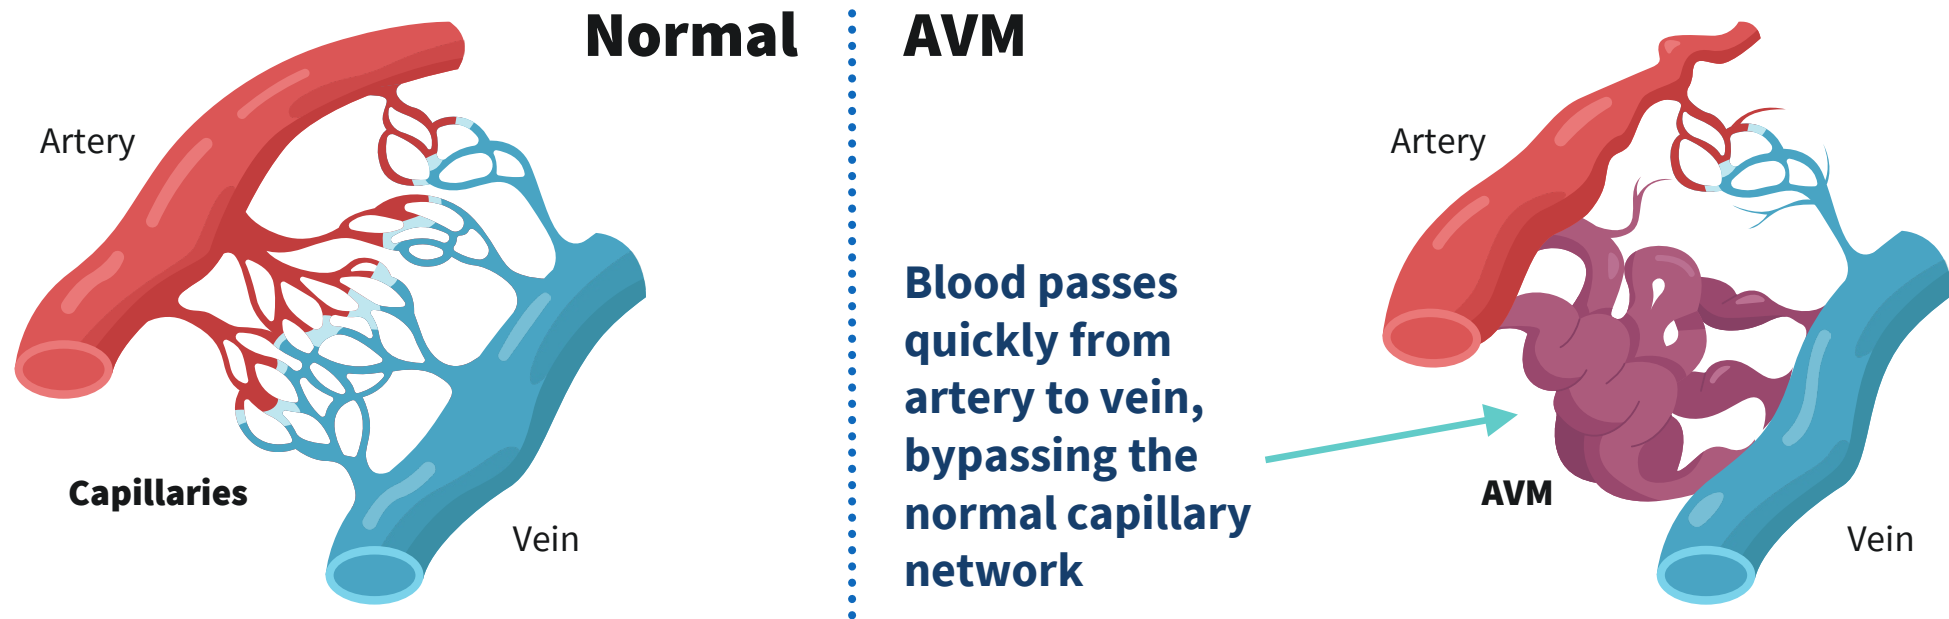 Normal
Artery
Capillaries
Vein
AVM
Blood passes
quickly from
artery to vein,
bypassing the
normal capillary
network
Artery
AVM
Vein